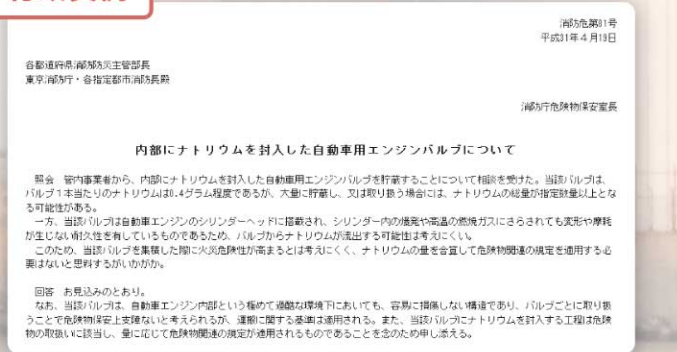 消防危第81号
平成31年4月19日
各都道府県消防防災主管部長
東京消防庁・各指定都市消防長殿
消防庁危険物保安室長
内部にナトリウムを封入した自動車用エンジンバルブについて
照会　管内事業者から、内部にナトリウムを封入した自動車用エンジンバルブを貯蔵することについて相談を受けた。当該バルブは、
バルブ1本当たりのナトリウムは0.4グラム程度であるが、大量に貯蔵し、又は取り扱う場合には、ナトリウムの総量が指定数量以上とな
る可能性がある。
一方、当該バルブは自動車エンジンのシリンダーヘッドに搭載され、シリンダー内の爆発や高温の燃焼ガスにさらされても変形や摩耗
が生じない耐久性を有しているものであるため、バルブからナトリウムが流出する可能性は考えにくい。
このため、当該バルブを集積した際に火災危険性が高まるとは考えにくく、ナトリウムの量を合算して危険物関連の規定を適用する必
要はないと思料するがいかがか。
回答　お見込みのとおり。
なお、当該バルブは、自動車エンジン内部という極めて過酷な環境下においても、容易に損傷しない構造であり、バルブごとに取り扱
うことで危険物保安上支障ないと考えられるが、運搬に関する基準は適用される。また、当該バルブにナトリウムを封入する工程は危険
物の取扱いに該当し、量に応じて危険物関連の規定が適用されるものであることを念のため申し添える。